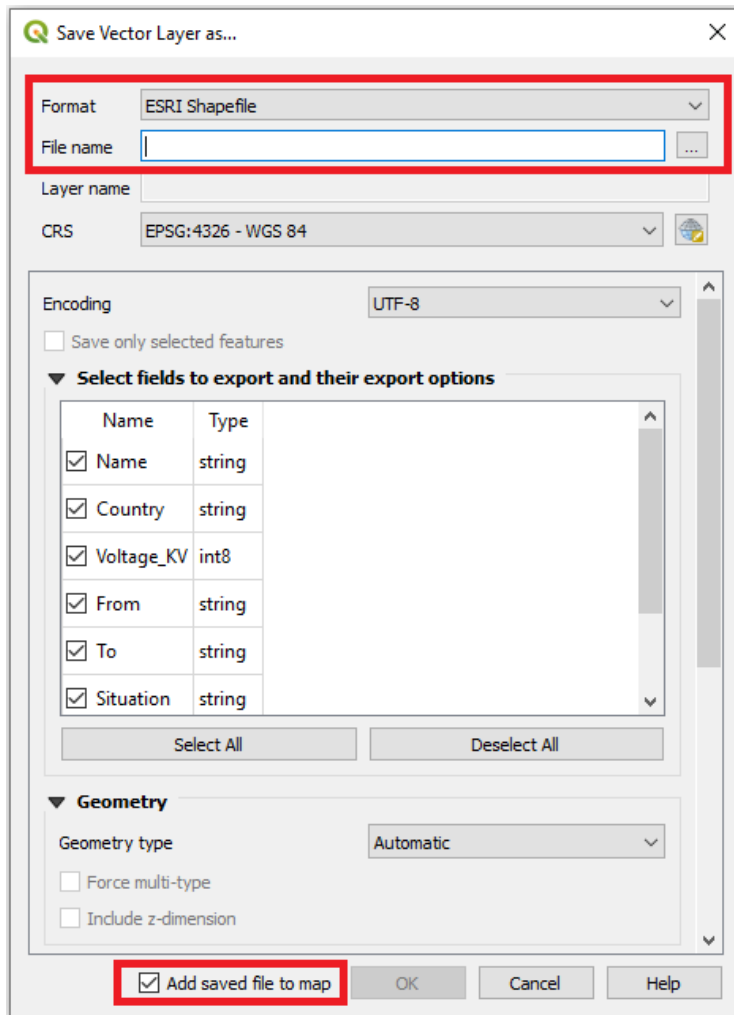 Save Vector Layer as...
Format ESRI Shapefile
File name ...
Layer name
CRS EPSG:4326 - WGS 84
Encoding UTF-8
Save only selected features
Select fields to export and their export options
Name Type
Name string
Country string
Voltage_KV int8
From string
To string
Situation string
Select All Deselect All
Geometry
Geometry type Automatic
Force multi-type
Include z-dimension
Add saved file to map OK Cancel Help